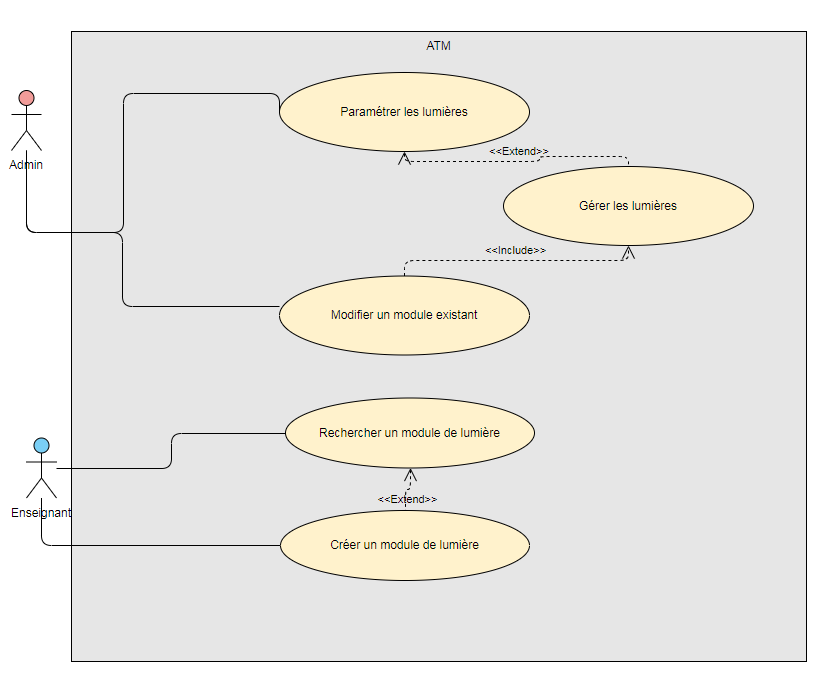 ATM
Paramétrer les lumières
Admin
<<Extend>>
Gérer les lumières
<<Include>>
Modifier un module existant
Rechercher un module de lumière
<<Extend>>
Enseignant
Créer un module de lumière